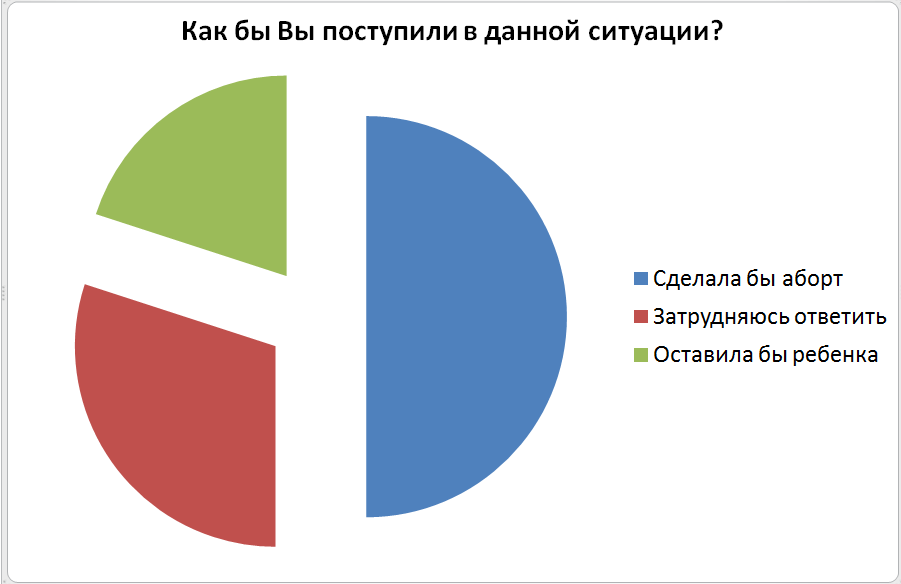 Как бы Вы поступили в данной ситуации?
Сделала бы аборт
Затрудняюсь ответить
Оставила бы ребенка